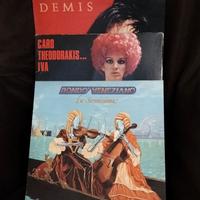 DEMIS
CARO
THEODORAKIS...
IVA
RONDO' VENEZIANO
La Serenissima